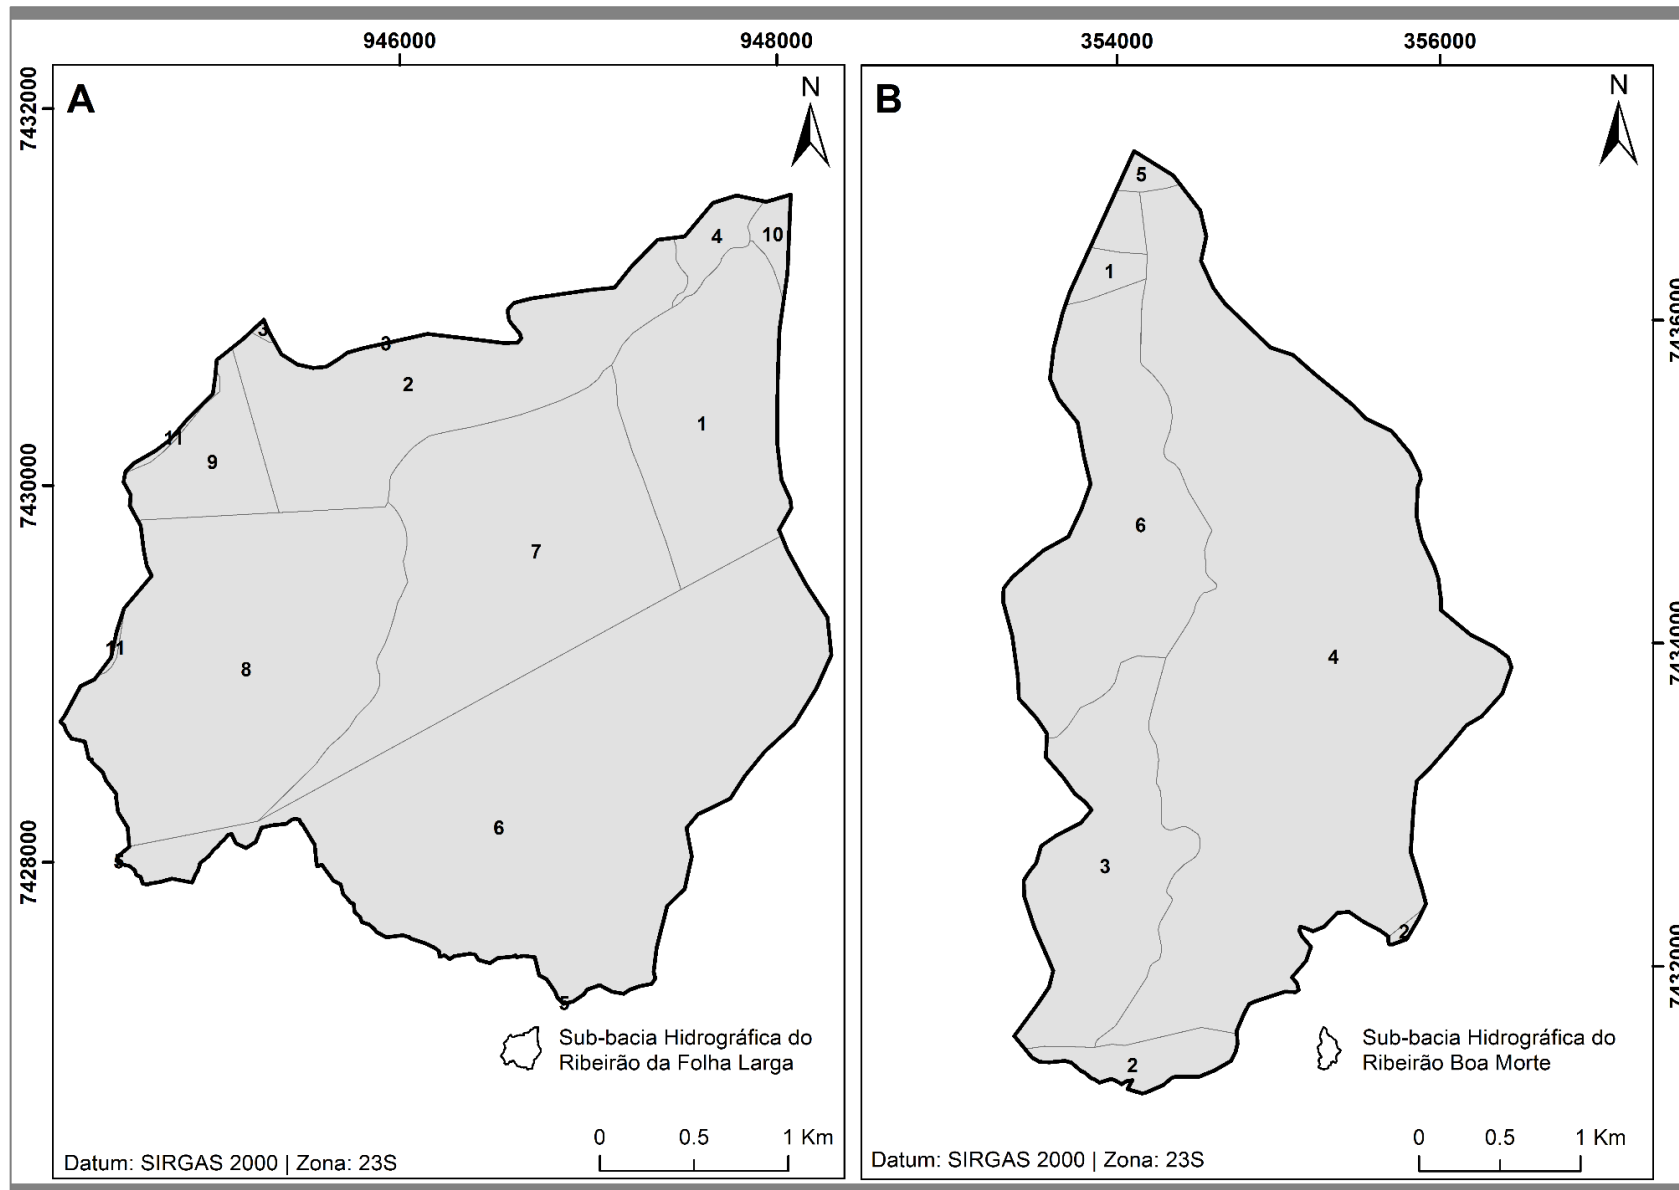 946000
948000
354000
356000
7432000
7430000
7428000
A
N
4
10
3
3
2
1
11
9
7
11
8
6
5
5
Sub-bacia Hidrográfica do
Ribeirão da Folha Larga
0 0.5 1 Km
Datum: SIRGAS 2000 | Zona: 23S
B
N
5
1
6
4
3
2
2
Sub-bacia Hidrográfica do
Ribeirão Boa Morte
0 0.5 1 Km
Datum: SIRGAS 2000 | Zona: 23S
7436000
7434000
7432000